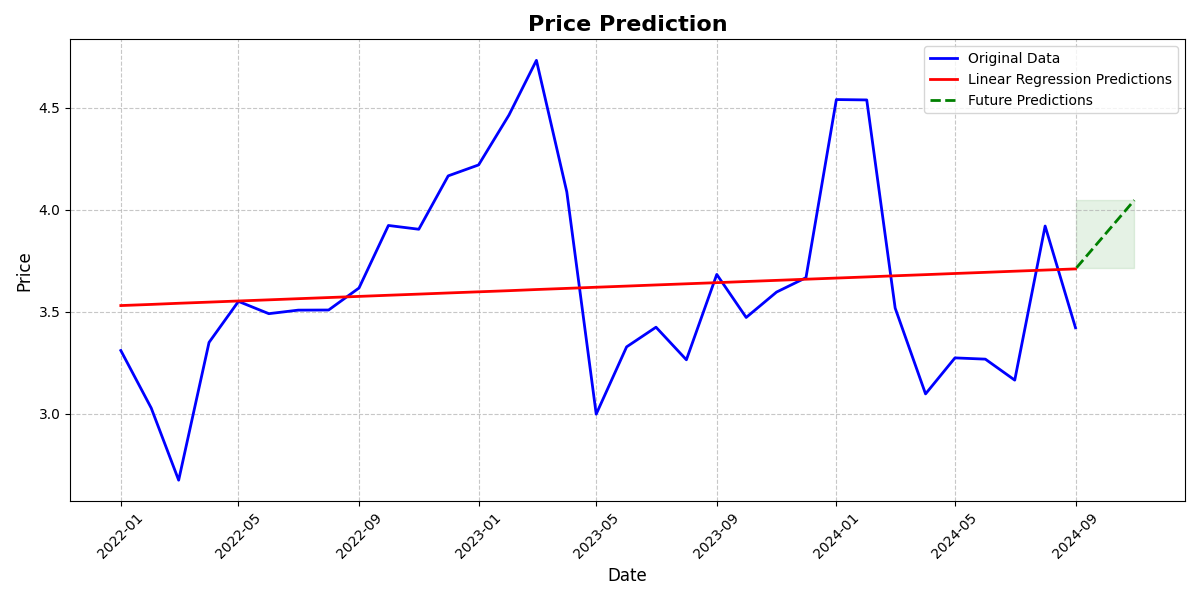 Price Prediction
Original Data
Linear Regression Predictions
Future Predictions
Price
4.5
4.0
3.5
3.0
2022-01
2022-05
2022-09
2023-01
2023-05
2023-09
2024-01
2024-05
2024-09
Date